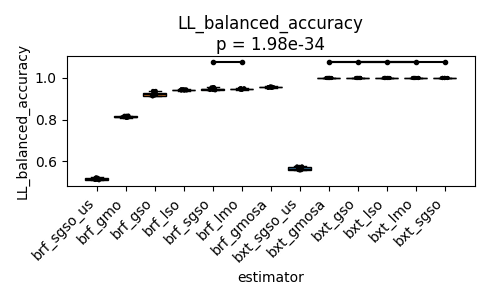 LL_balanced_accuracy
p = 1.98e-34
LL_balanced_accuracy
1.0
0.8
0.6
brf_sgso_us
brf_gmo
brf_gso
brf_lso
brf_sgso
brf_lmo
brf_gmosa
bxt_sgso_us
bxt_gmosa
bxt_gso
bxt_lso
bxt_lmo
bxt_sgso
estimator